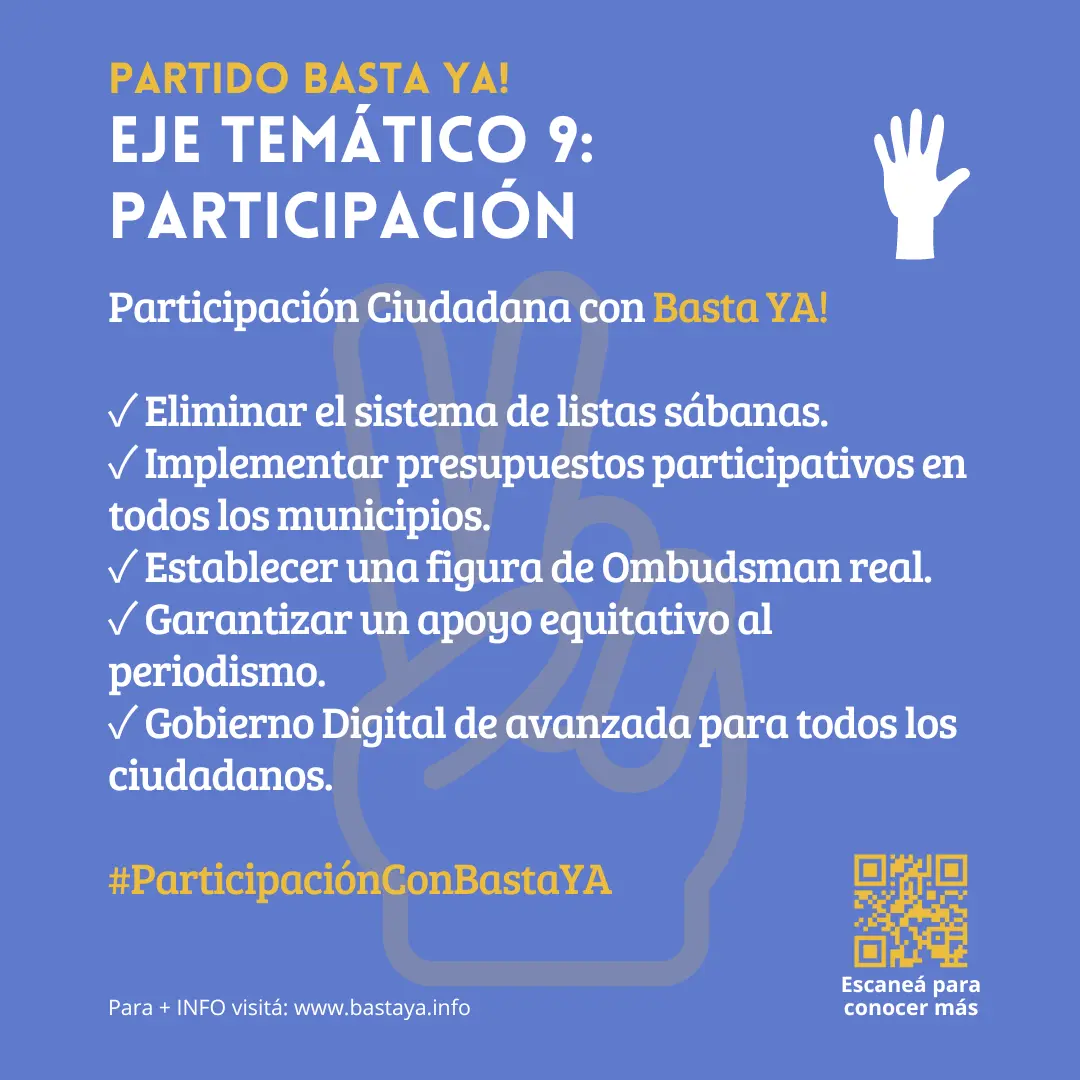 PARTIDO BASTA YA!
EJE TEMÁTICO 9:
PARTICIPACIÓN
Participación Ciudadana con Basta YA!
✓ Eliminar el sistema de listas sábanas.
✓ Implementar presupuestos participativos en
todos los municipios.
✓ Establecer una figura de Ombudsman real.
✓ Garantizar un apoyo equitativo al
periodismo.
✓ Gobierno Digital de avanzada para todos los
ciudadanos.
#ParticipaciónConBastaYA
Escaneá para
conocer más
Para + INFO visitá: www.bastaya.info